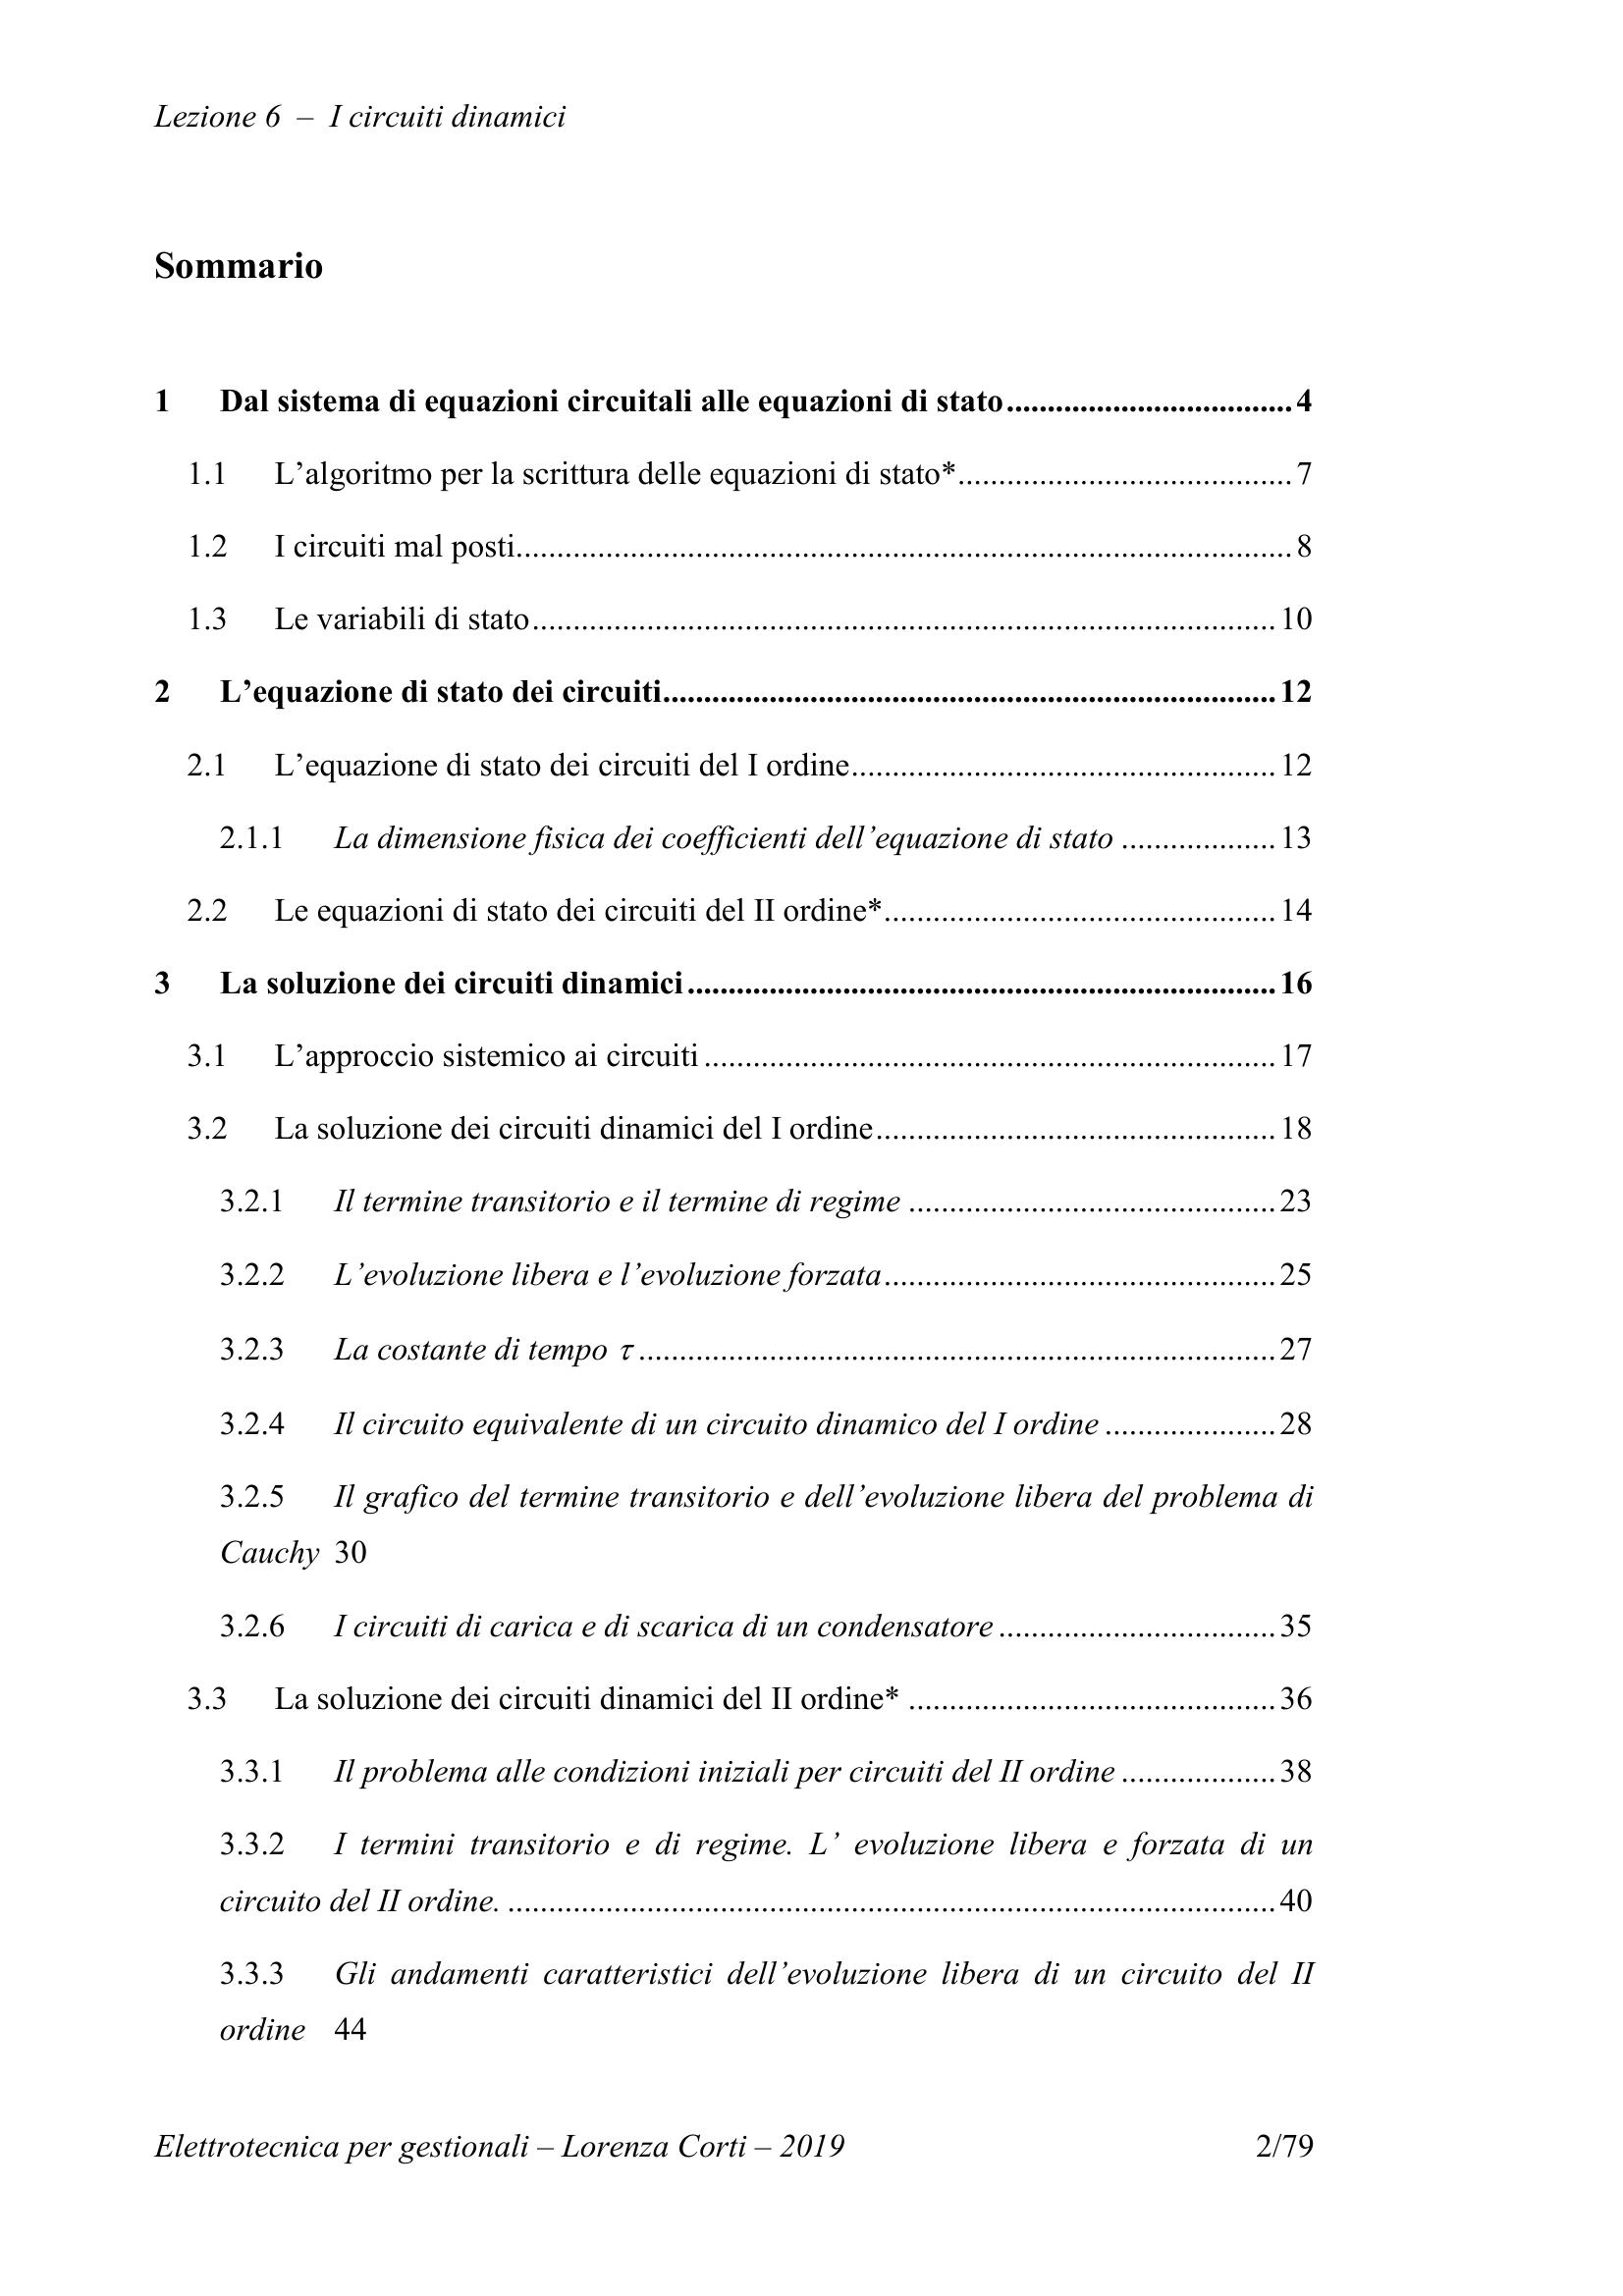 Lezione 6 – I circuiti dinamici
Sommario
1 Dal sistema di equazioni circuitali alle equazioni di stato................................... 4
1.1 L’algoritmo per la scrittura delle equazioni di stato*......................................... 7
1.2 I circuiti mal posti............................................................................................... 8
1.3 Le variabili di stato........................................................................................... 10
2 L’equazione di stato dei circuiti........................................................................... 12
2.1 L’equazione di stato dei circuiti del I ordine.................................................... 12
2.1.1 La dimensione fisica dei coefficienti dell’equazione di stato ................... 13
2.2 Le equazioni di stato dei circuiti del II ordine*................................................ 14
3 La soluzione dei circuiti dinamici........................................................................ 16
3.1 L’approccio sistemico ai circuiti ...................................................................... 17
3.2 La soluzione dei circuiti dinamici del I ordine................................................. 18
3.2.1 Il termine transitorio e il termine di regime ............................................. 23
3.2.2 L’evoluzione libera e l’evoluzione forzata................................................ 25
3.2.3 La costante di tempo τ .............................................................................. 27
3.2.4 Il circuito equivalente di un circuito dinamico del I ordine ..................... 28
3.2.5 Il grafico del termine transitorio e dell’evoluzione libera del problema di
Cauchy 30
3.2.6 I circuiti di carica e di scarica di un condensatore .................................. 35
3.3 La soluzione dei circuiti dinamici del II ordine* ............................................. 36
3.3.1 Il problema alle condizioni iniziali per circuiti del II ordine ................... 38
3.3.2 I termini transitorio e di regime. L’ evoluzione libera e forzata di un
circuito del II ordine. .............................................................................................. 40
3.3.3 Gli andamenti caratteristici dell’evoluzione libera di un circuito del II
ordine 44
Elettrotecnica per gestionali – Lorenza Corti – 2019 2/79